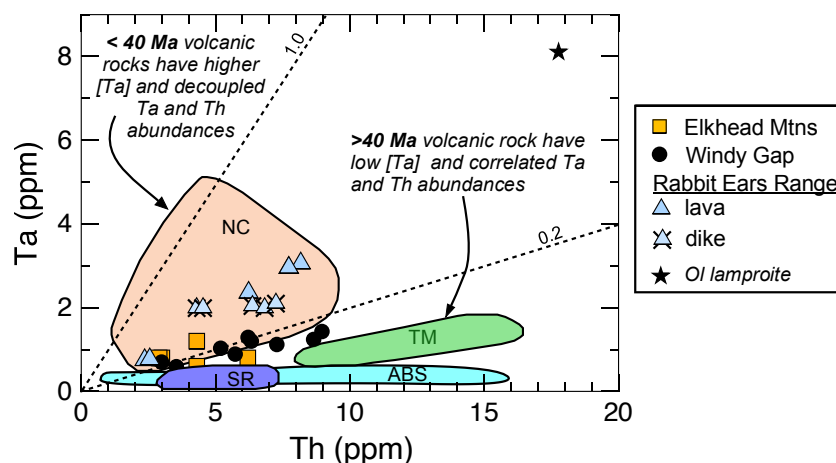 < 40 Ma volcanic
rocks have higher
[Ta] and decoupled
Ta and Th
abundances
1.0
>40 Ma volcanic rock have
low [Ta]  and correlated Ta
and Th abundances
NC
0.2
TM
SR
ABS
8
6
4
2
0
Ta (ppm)
0
5
10
15
20
Th (ppm)
Elkhead Mtns
Windy Gap
Rabbit Ears Range
lava
dike
Ol lamproite